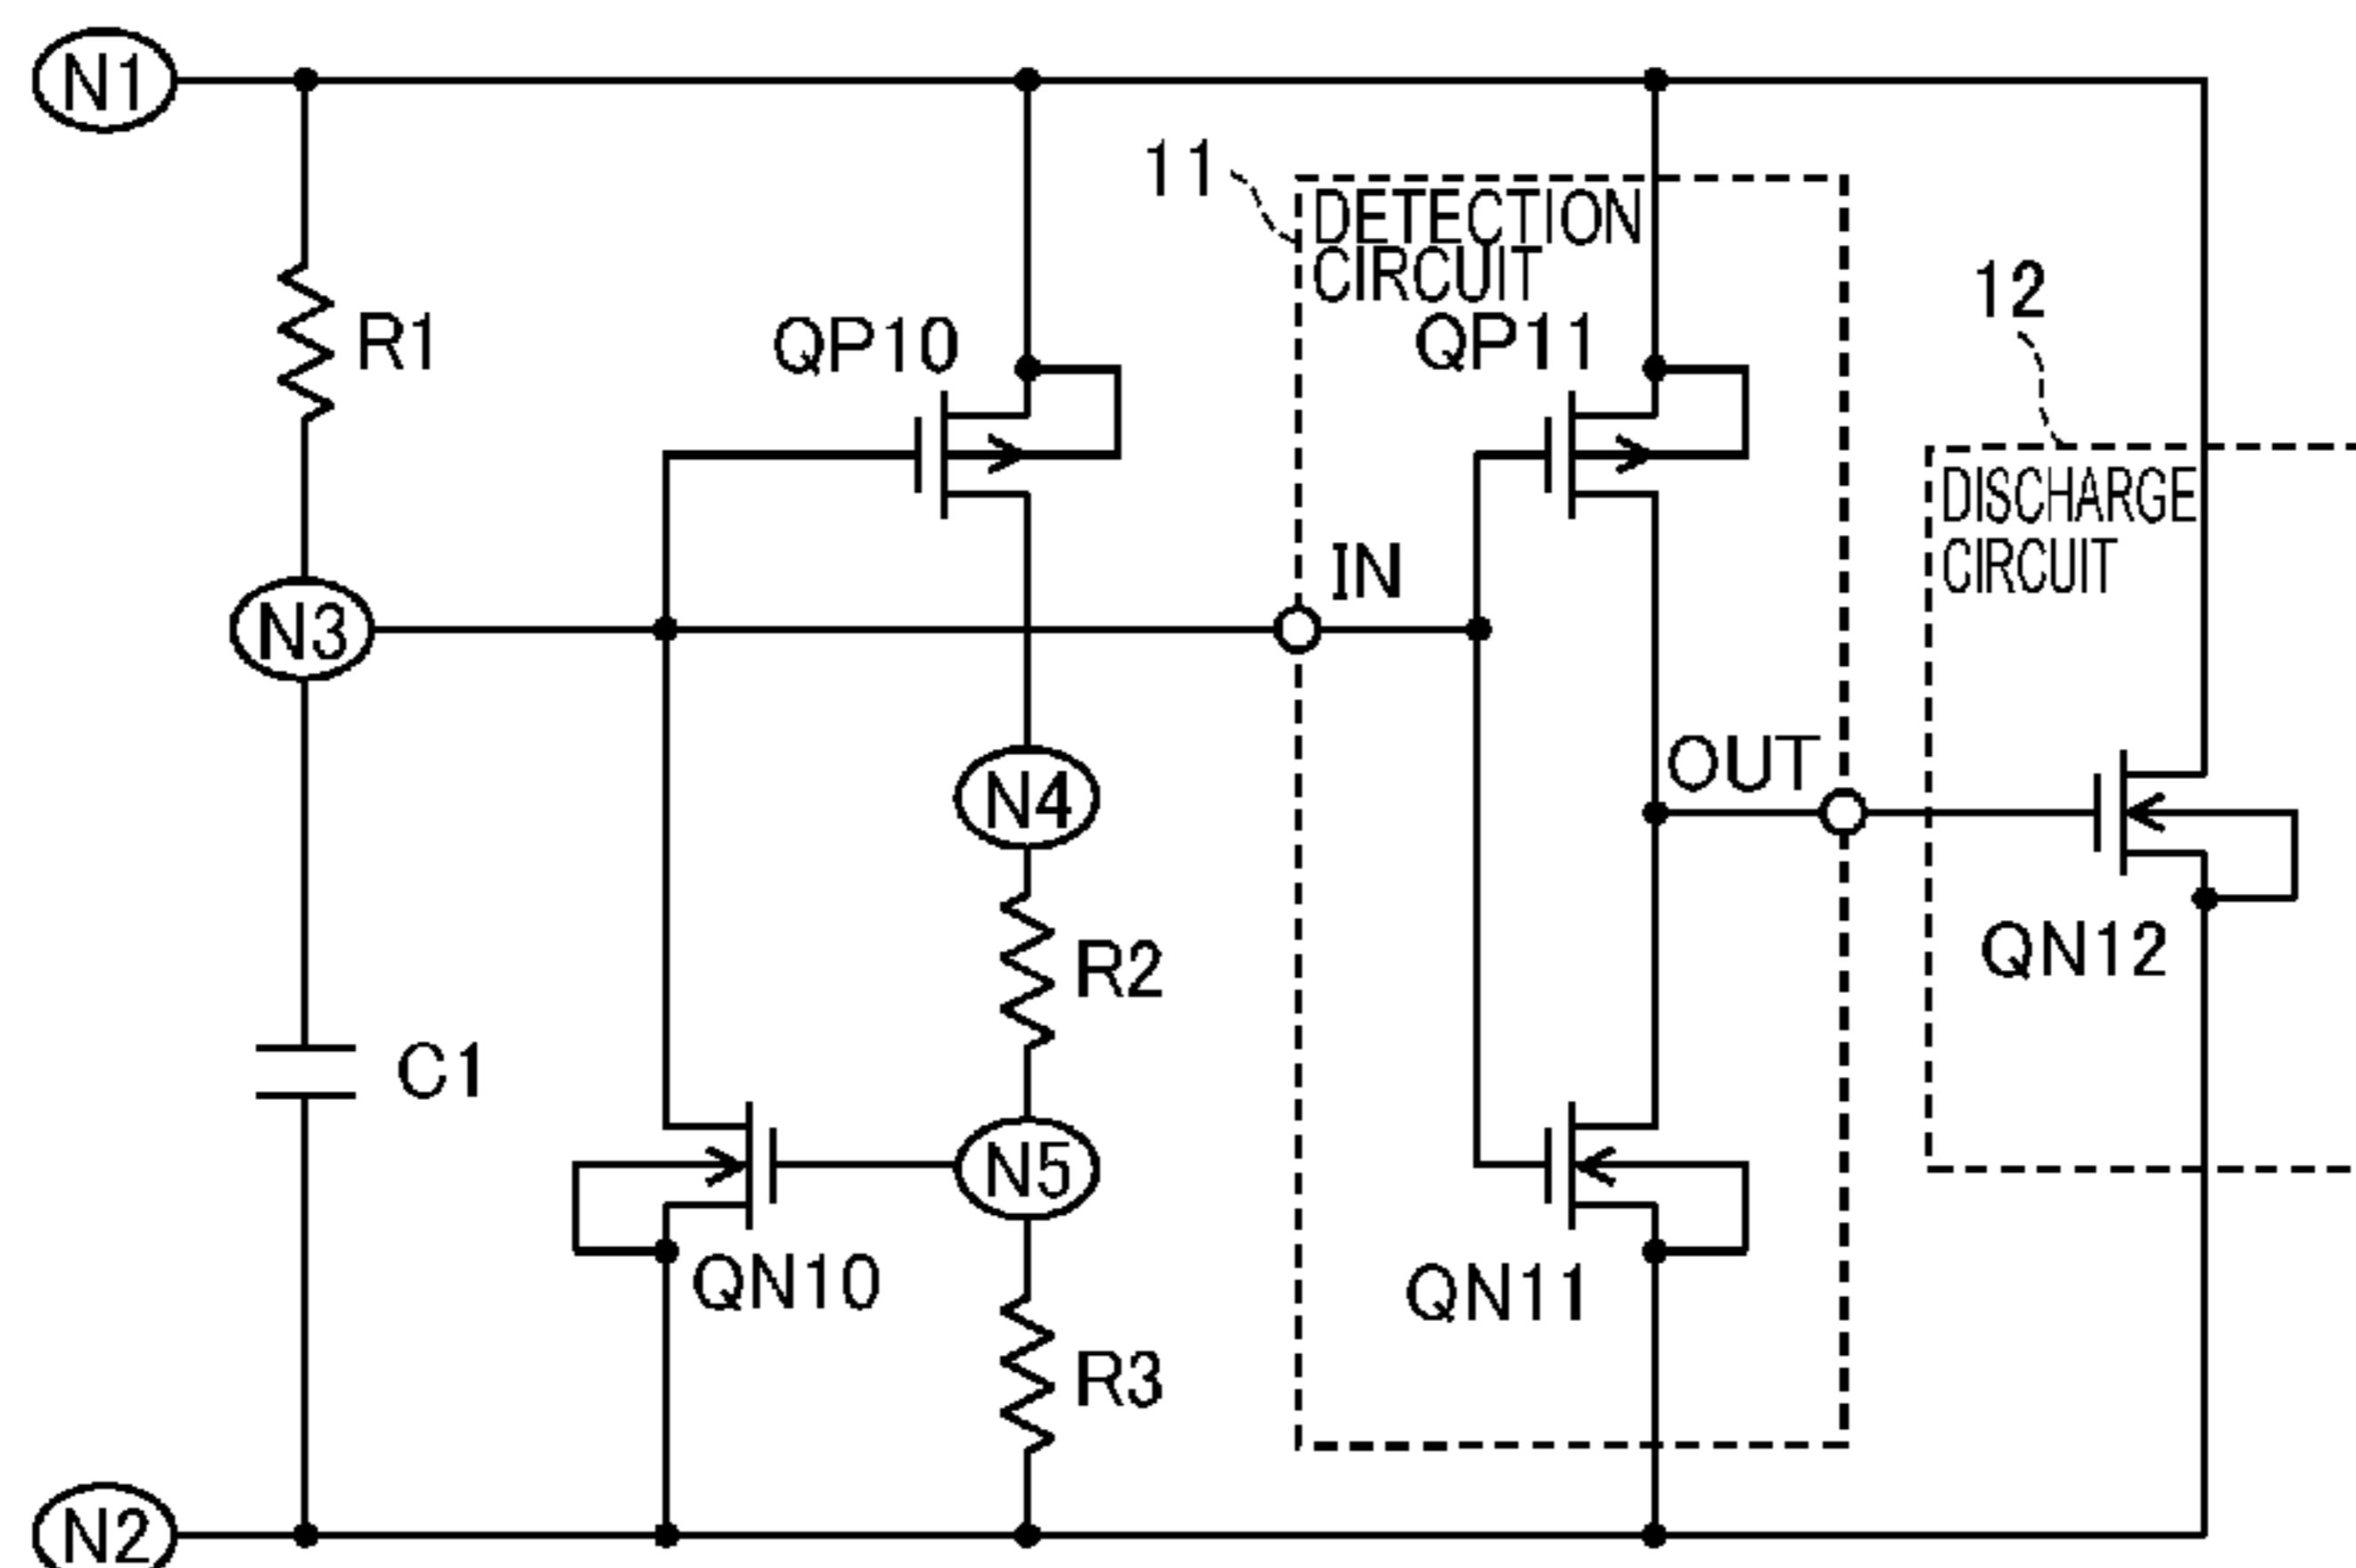 N1
11
DETECTION
CIRCUIT
12
R1
QP10
QP11
DISCHARGE
CIRCUIT
IN
N3
OUT
N4
R2
QN12
C1
N5
QN10
QN11
R3
N2